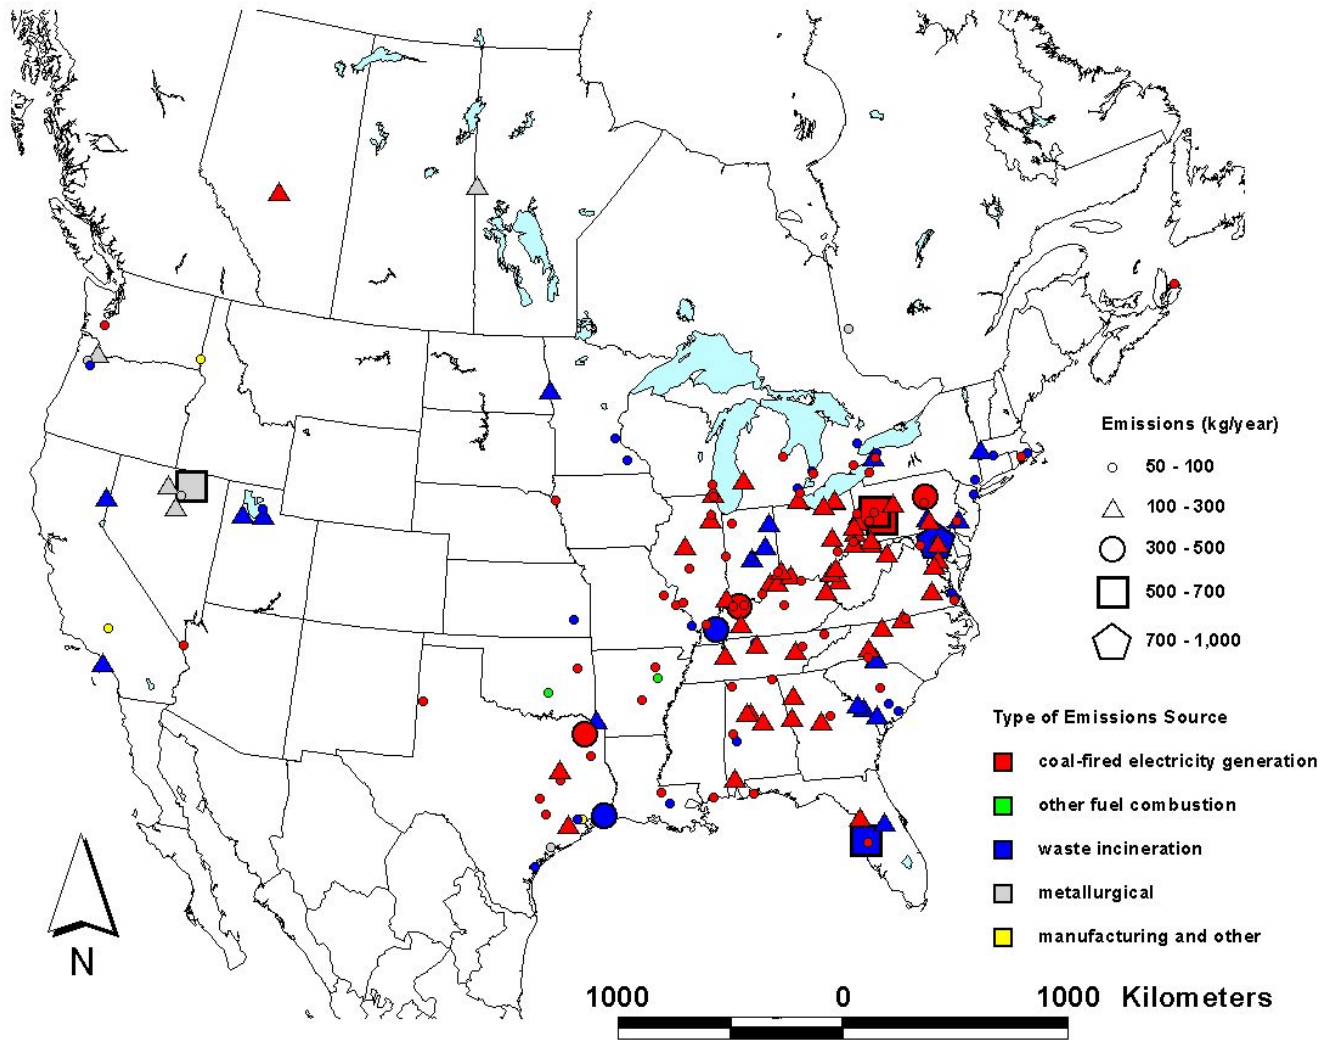 Emissions (kg/year)
50 - 100
100 - 300
300 - 500
500 - 700
700 - 1,000
Type of Emissions Source
coal-fired electricity generation
other fuel combustion
waste incineration
metallurgical
manufacturing and other
N
1000 0 1000 Kilometers